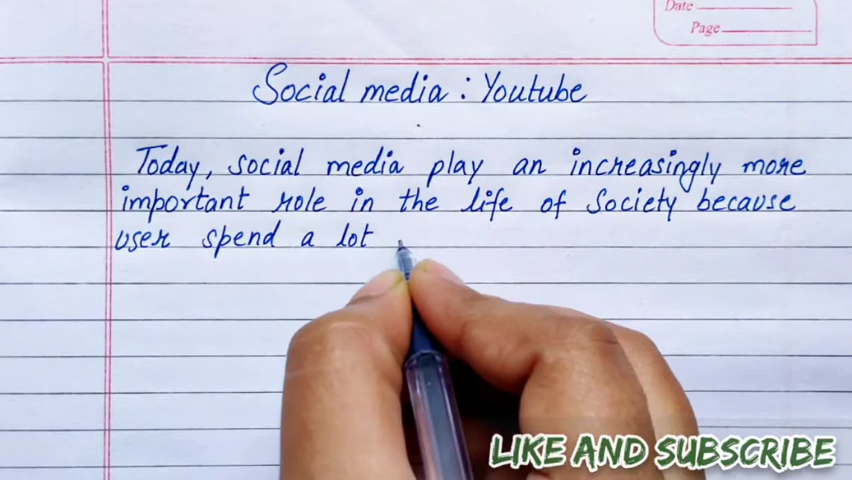 Date
Page
Social media : Youtube
Today, social media play an increasingly more
important role in the life of society because
user spend a lot
LIKE AND SUBSCRIBE